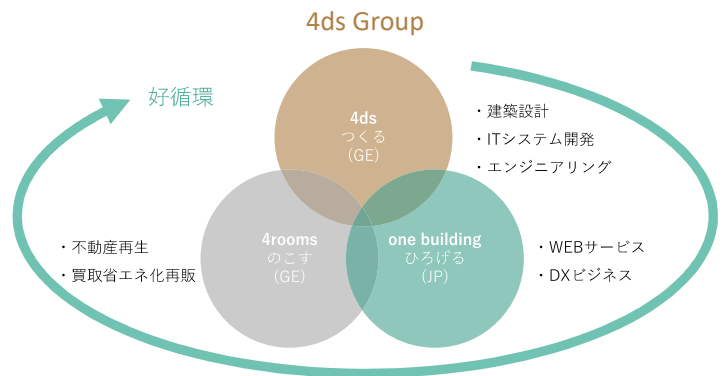 4ds Group
好循環
4ds
つくる
(GE)
・建築設計
・ITシステム開発
・エンジニアリング
4rooms
のこす
(GE)
one building
ひろげる
(JP)
・不動産再生
・買取省エネ化再販
・WEBサービス
・DXビジネス